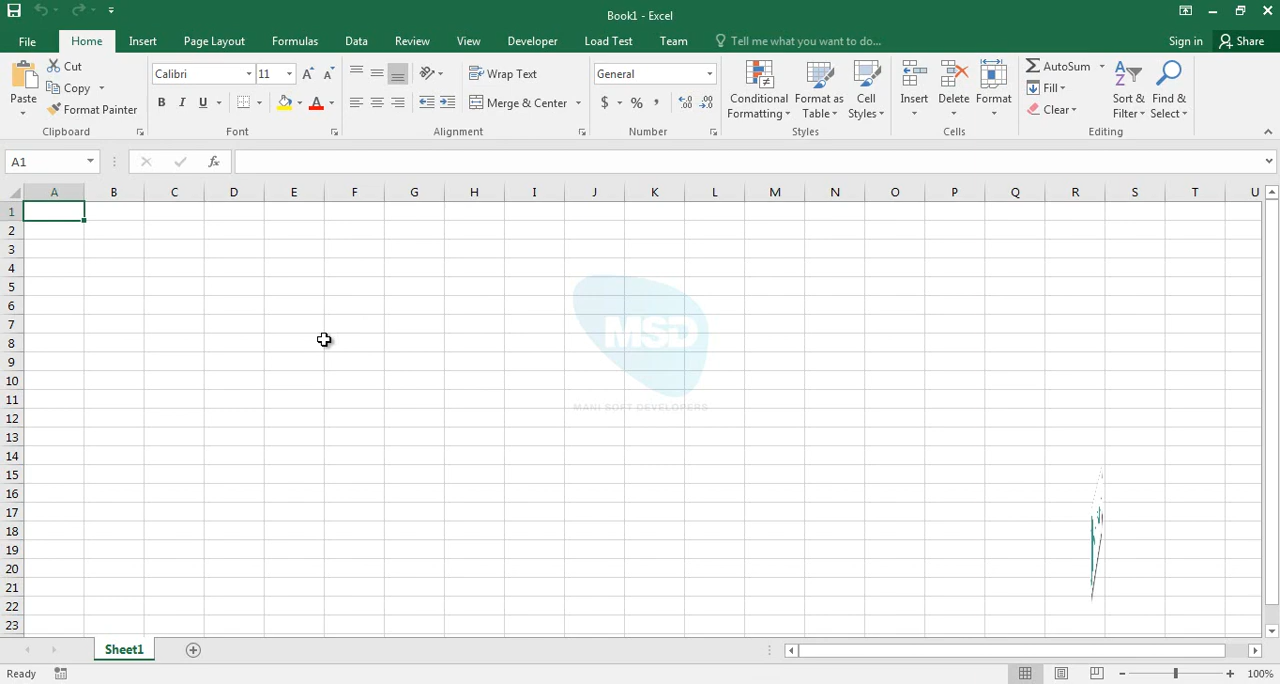 Book1 - Excel
File Home Insert Page Layout Formulas Data Review View Developer Load Test Team Tell me what you want to do... Sign in Share
Paste
Cut
Copy
Format Painter
Clipboard
Calibri 11 A A
B I U A
Font
Wrap Text
Merge & Center
Alignment
General
$ % ,
Number
Conditional Formatting
Format as Table
Cell Styles
Styles
Insert Delete Format
Cells
AutoSum
Fill
Clear
Sort & Filter
Find & Select
Editing
A1 fx
A B C D E F G H I J K L M N O P Q R S T U
1
2
3
4
5
6
7
8
9
10
11
12
13
14
15
16
17
18
19
20
21
22
23
MSD
MANI SOFT DEVELOPERS
Sheet1
Ready 100%